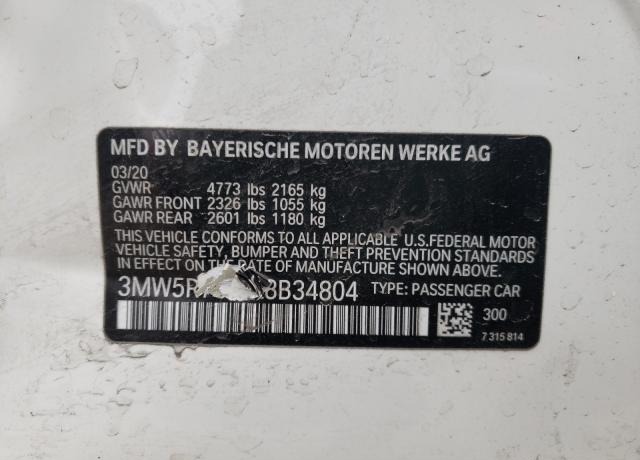 MFD BY BAYERISCHE MOTOREN WERKE AG
03/20
GVWR 4773 lbs 2165 kg
GAWR FRONT 2326 lbs 1055 kg
GAWR REAR 2601 lbs 1180 kg
THIS VEHICLE CONFORMS TO ALL APPLICABLE U.S.FEDERAL MOTOR
VEHICLE SAFETY, BUMPER AND THEFT PREVENTION STANDARDS
IN EFFECT ON THE DATE OF MANUFACTURE SHOWN ABOVE.
8B34804 TYPE: PASSENGER CAR
300
7 315 814